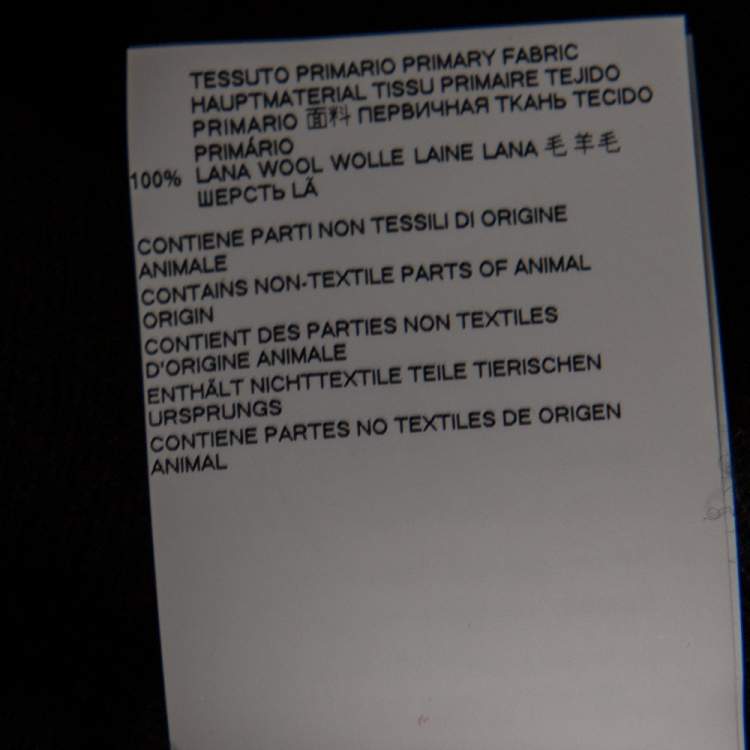 TESSUTO PRIMARIO PRIMARY FABRIC
HAUPTMATERIAL TISSU PRIMAIRE TEJIDO
PRIMARIO 面料 ПЕРВИЧНАЯ ТКАНЬ TECIDO
PRIMÁRIO
100% LANA WOOL WOLLE LAINE LANA 毛 羊毛
ШЕРСТЬ LÃ
CONTIENE PARTI NON TESSILI DI ORIGINE
ANIMALE
CONTAINS NON-TEXTILE PARTS OF ANIMAL
ORIGIN
CONTIENT DES PARTIES NON TEXTILES
D'ORIGINE ANIMALE
ENTHÄLT NICHTTEXTILE TEILE TIERISCHEN
URSPRUNGS
CONTIENE PARTES NO TEXTILES DE ORIGEN
ANIMAL